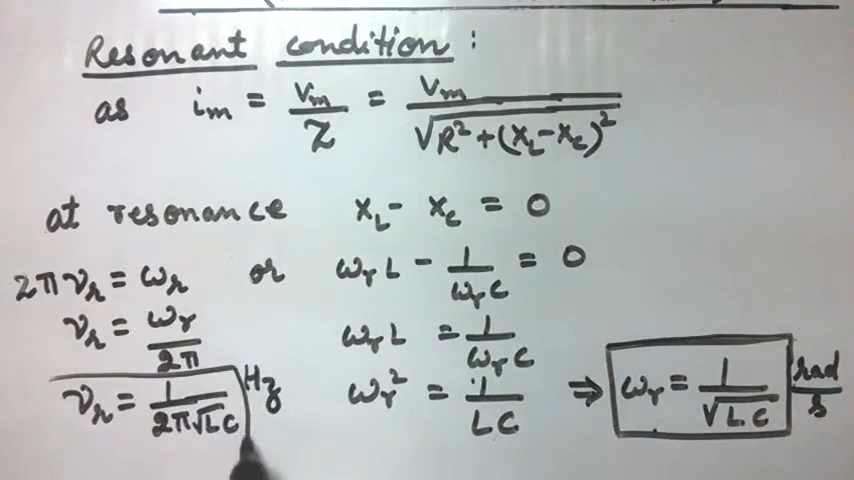 Resonant condition :
as i_m = V_m / Z = V_m / √(R² + (X_L - X_C)²)
at resonance X_L - X_C = 0
2πν_r = ω_r or ω_r L - 1 / ω_r C = 0
ν_r = ω_r / 2π ω_r L = 1 / ω_r C
ν_r = 1 / 2π√LC Hz ω_r² = 1 / LC ⇒ ω_r = 1 / √LC rad / s